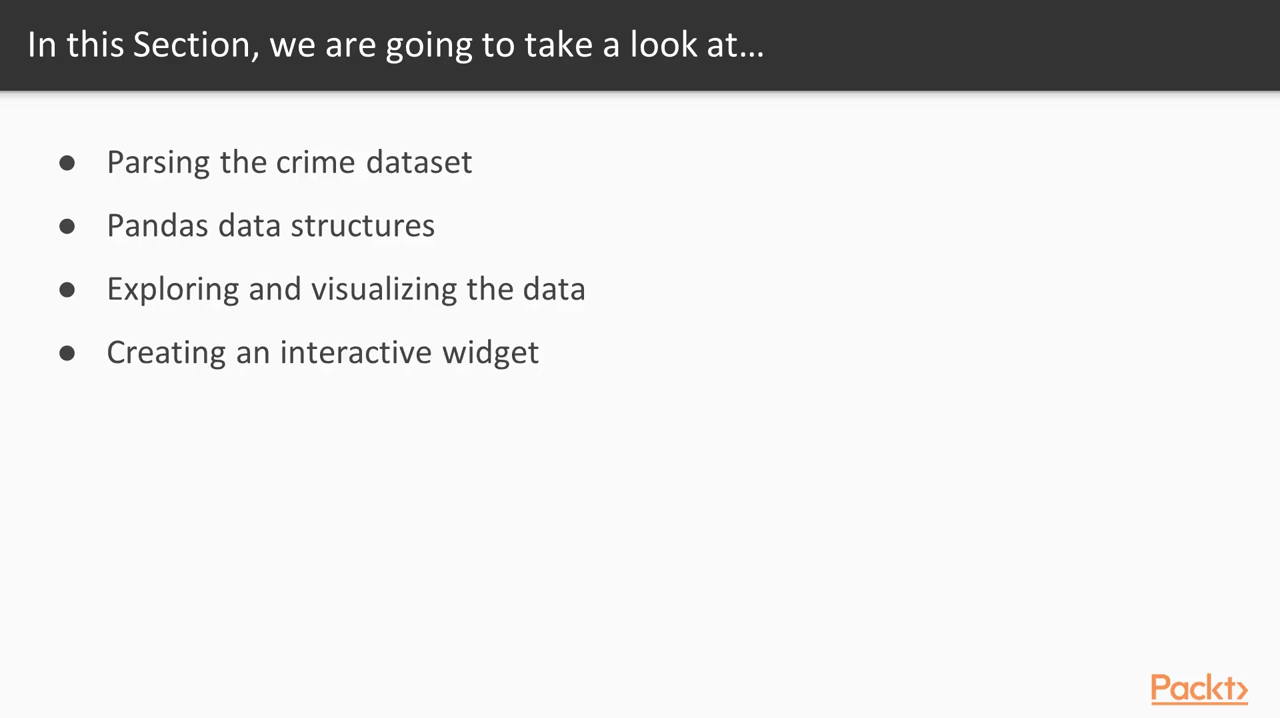 In this Section, we are going to take a look at...
● Parsing the crime dataset
● Pandas data structures
● Exploring and visualizing the data
● Creating an interactive widget
Packt>